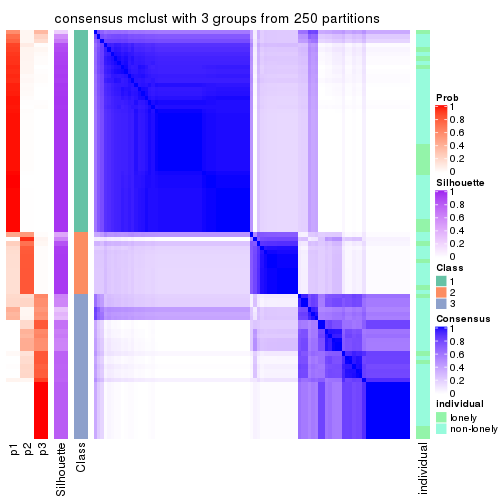 consensus mclust with 3 groups from 250 partitions
Prob
1
0.8
0.6
0.4
0.2
0
Silhouette
1
0.8
0.6
0.4
0.2
0
Class
1
2
3
Consensus
1
0.8
0.6
0.4
0.2
0
individual
lonely
non-lonely
p1
p2
p3
Silhouette
Class
individual